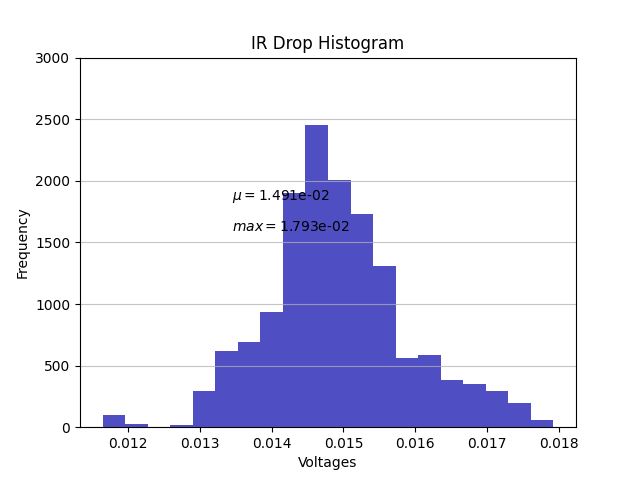 IR Drop Histogram
3000
2500
2000
1500
1000
500
0
Frequency
μ = 1.491e-02
max = 1.793e-02
0.012 0.013 0.014 0.015 0.016 0.017 0.018
Voltages